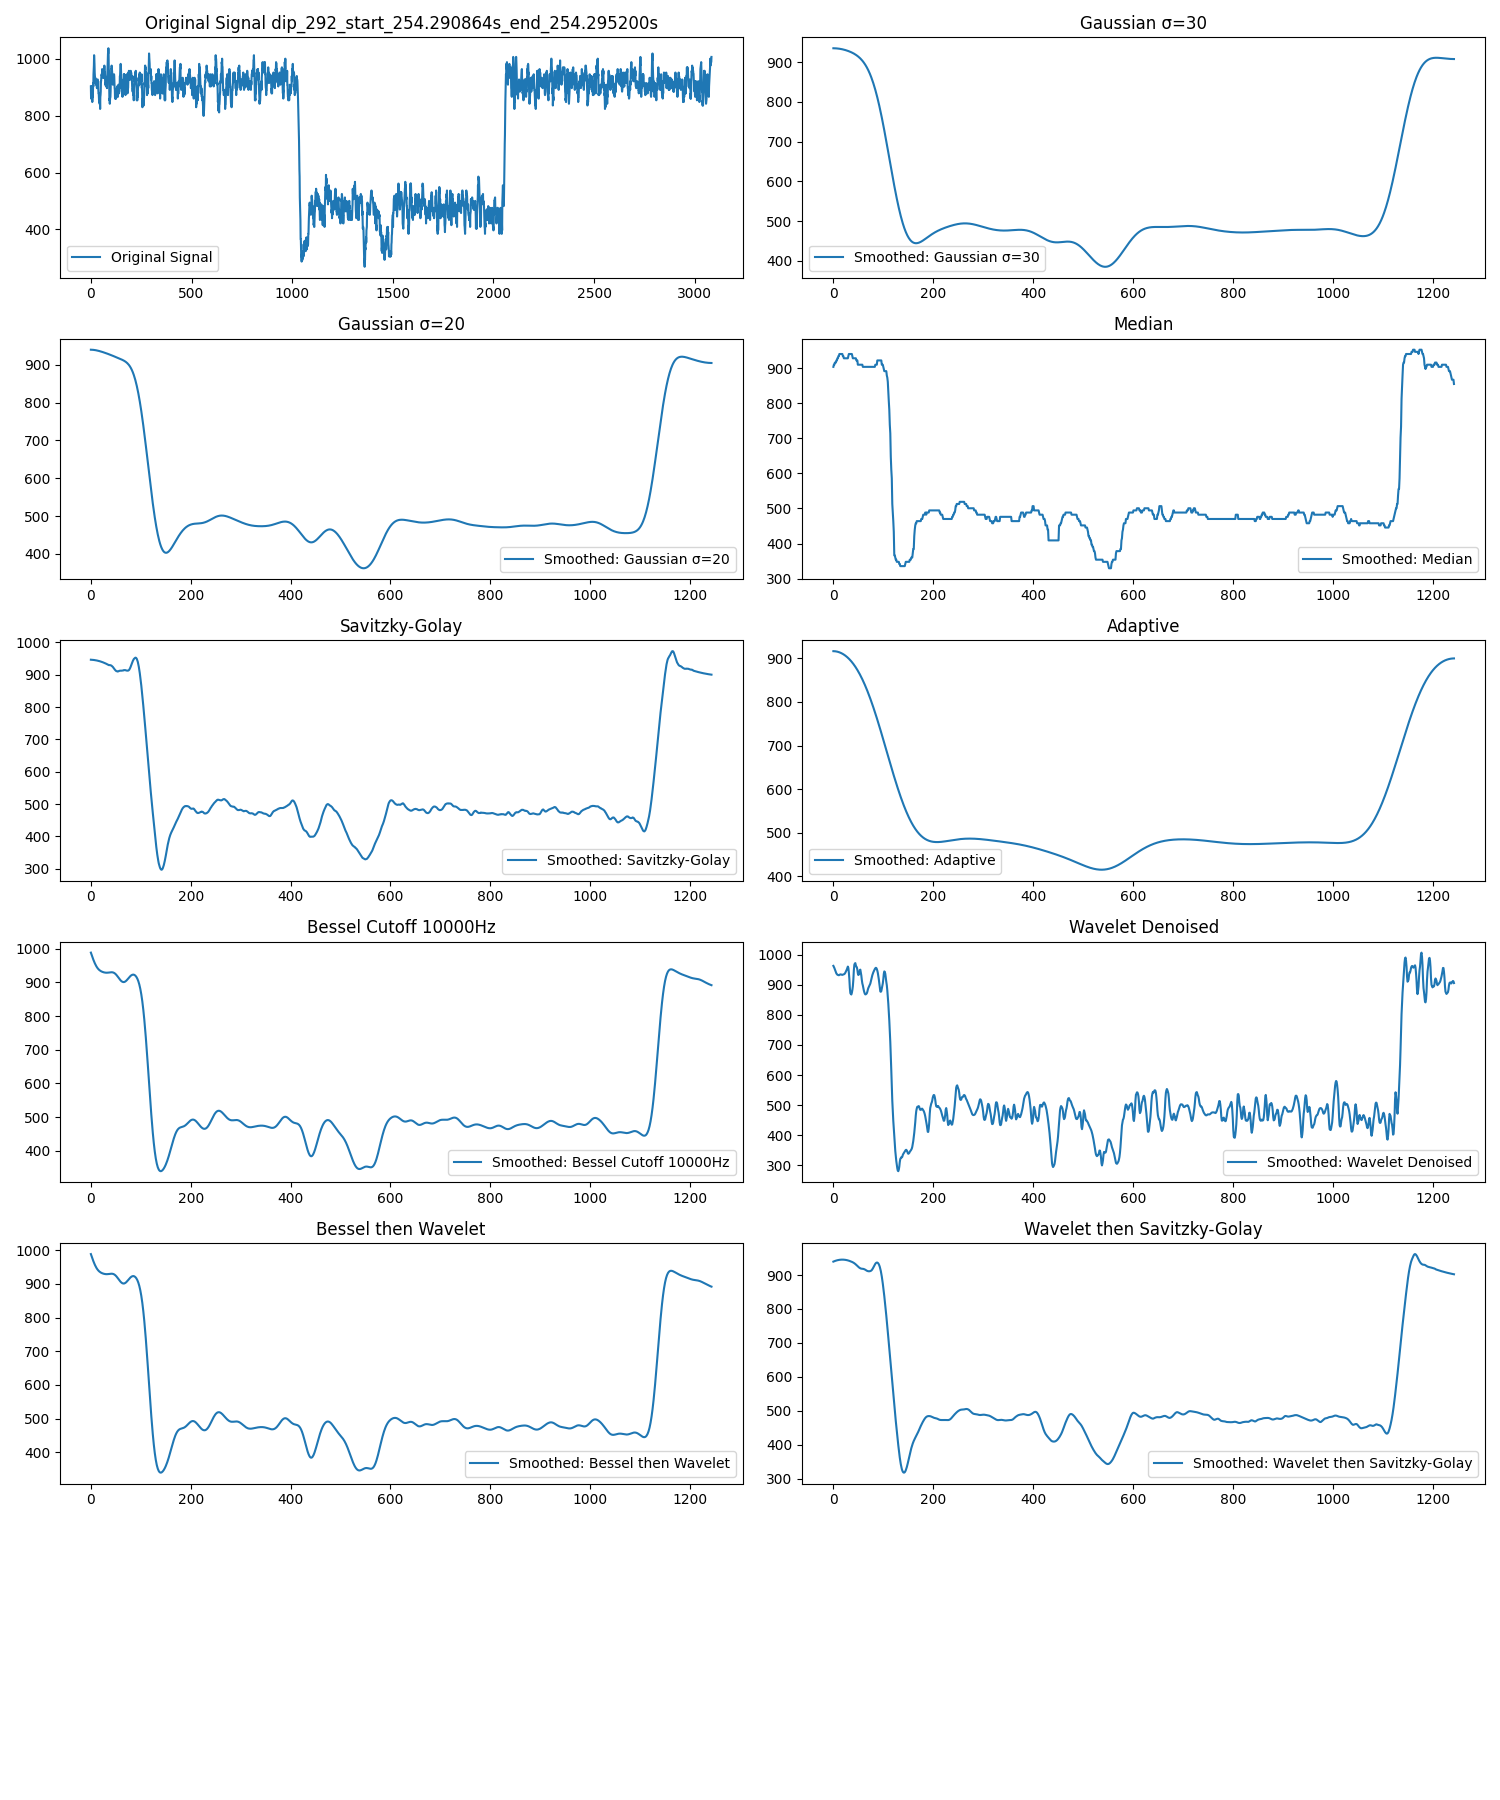 Original Signal dip_292_start_254.290864s_end_254.295200s
1000
800
600
400
Original Signal
0 500 1000 1500 2000 2500 3000
Gaussian σ=30
900
800
700
600
500
400
Smoothed: Gaussian σ=30
0 200 400 600 800 1000 1200
Gaussian σ=20
900
800
700
600
500
400
Smoothed: Gaussian σ=20
0 200 400 600 800 1000 1200
Median
900
800
700
600
500
400
300
Smoothed: Median
0 200 400 600 800 1000 1200
Savitzky-Golay
1000
900
800
700
600
500
400
300
Smoothed: Savitzky-Golay
0 200 400 600 800 1000 1200
Adaptive
900
800
700
600
500
400
Smoothed: Adaptive
0 200 400 600 800 1000 1200
Bessel Cutoff 10000Hz
1000
900
800
700
600
500
400
Smoothed: Bessel Cutoff 10000Hz
0 200 400 600 800 1000 1200
Wavelet Denoised
1000
900
800
700
600
500
400
300
Smoothed: Wavelet Denoised
0 200 400 600 800 1000 1200
Bessel then Wavelet
1000
900
800
700
600
500
400
Smoothed: Bessel then Wavelet
0 200 400 600 800 1000 1200
Wavelet then Savitzky-Golay
900
800
700
600
500
400
300
Smoothed: Wavelet then Savitzky-Golay
0 200 400 600 800 1000 1200